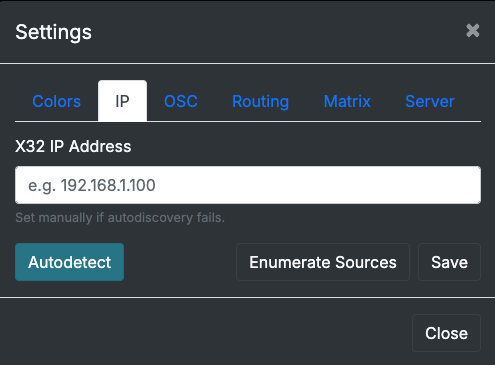 Settings
Colors IP OSC Routing Matrix Server
X32 IP Address
e.g. 192.168.1.100
Set manually if autodiscovery fails.
Autodetect Enumerate Sources Save
Close